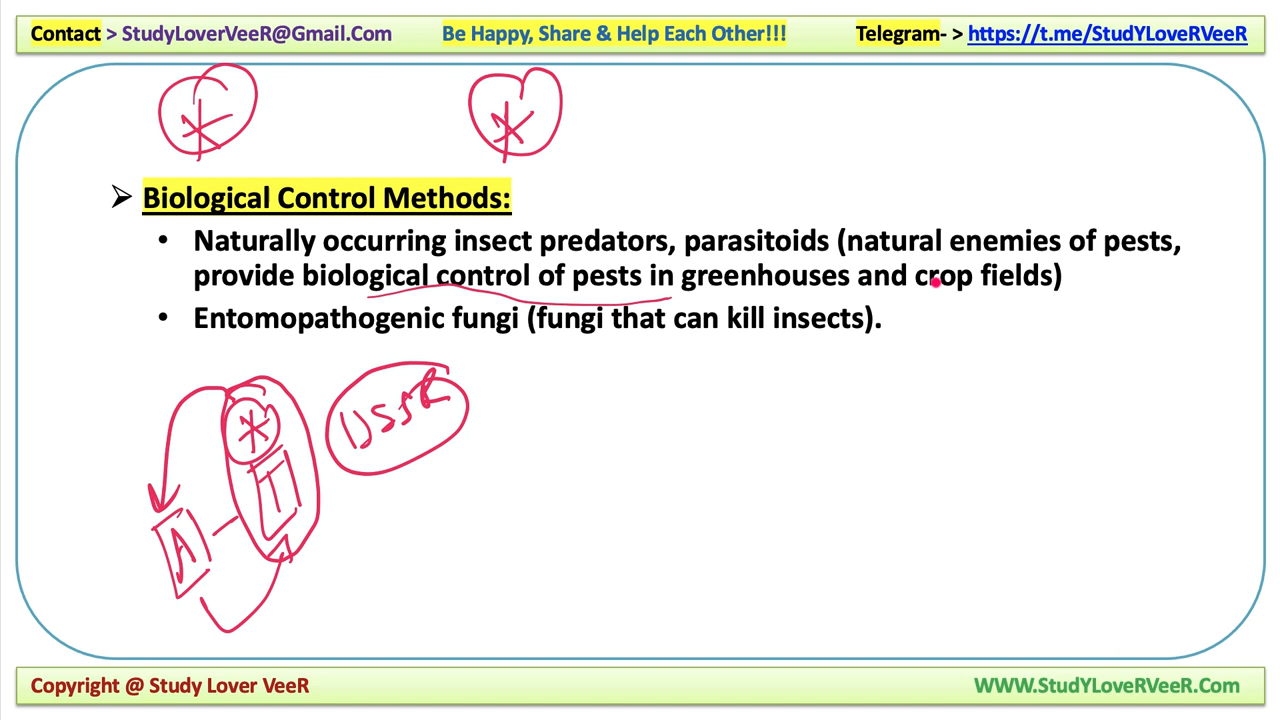 Contact > StudyLoverVeeR@Gmail.Com Be Happy, Share & Help Each Other!!! Telegram- > https://t.me/StudYLoveRVeeR
➢ Biological Control Methods:
• Naturally occurring insect predators, parasitoids (natural enemies of pests,
provide biological control of pests in greenhouses and crop fields)
• Entomopathogenic fungi (fungi that can kill insects).
USSR
T
A
Copyright @ Study Lover VeeR WWW.StudYLoveRVeeR.Com